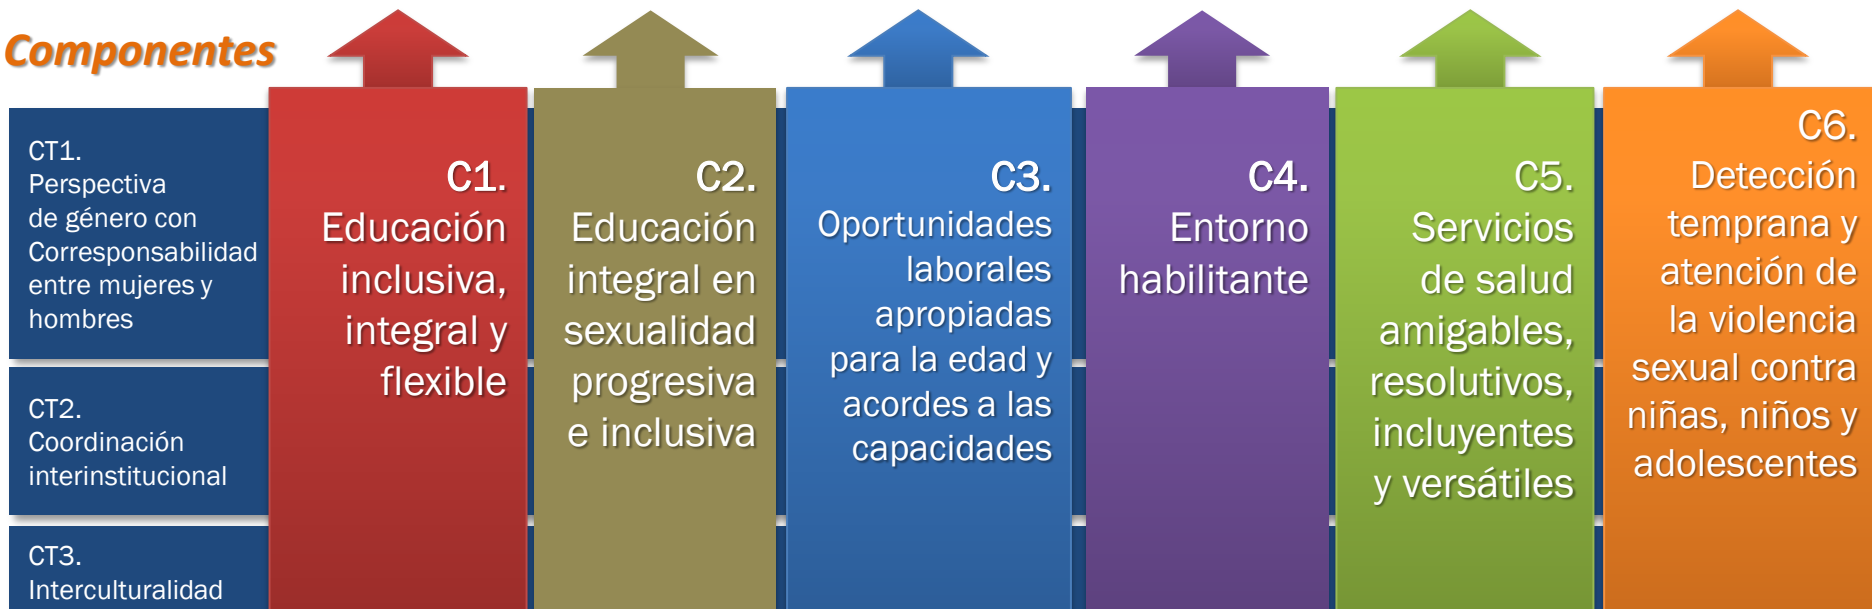 Componentes
CT1.
Perspectiva
de género con
Corresponsabilidad
entre mujeres y
hombres
CT2.
Coordinación
interinstitucional
CT3.
Interculturalidad
C1.
Educación
inclusiva,
integral y
flexible
C2.
Educación
integral en
sexualidad
progresiva
e inclusiva
C3.
Oportunidades
laborales
apropiadas
para la edad y
acordes a las
capacidades
C4.
Entorno
habilitante
C5.
Servicios
de salud
amigables,
resolutivos,
incluyentes
y versátiles
C6.
Detección
temprana y
atención de
la violencia
sexual contra
niñas, niños y
adolescentes